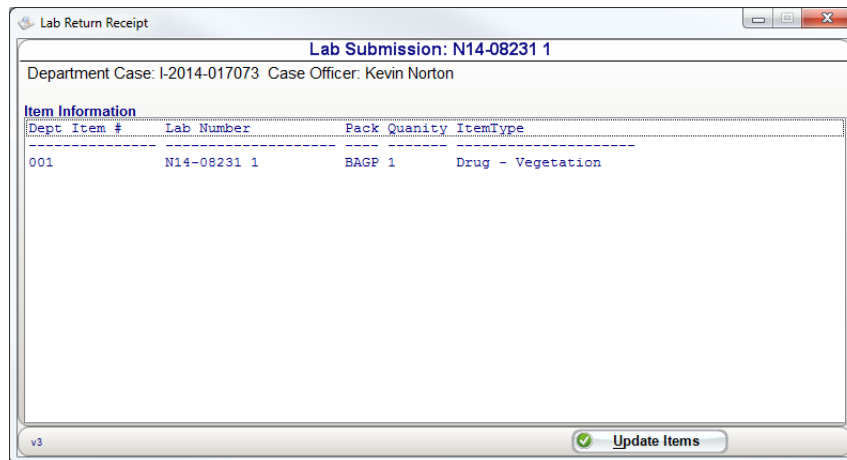 Lab Return Receipt
Lab Submission: N14-08231 1
Department Case: I-2014-017073 Case Officer: Kevin Norton
Item Information
Dept Item # Lab Number Pack Quanity ItemType
--------------- -------------------- ---- ------- ---------------------
001 N14-08231 1 BAGP 1 Drug - Vegetation
v3 Update Items